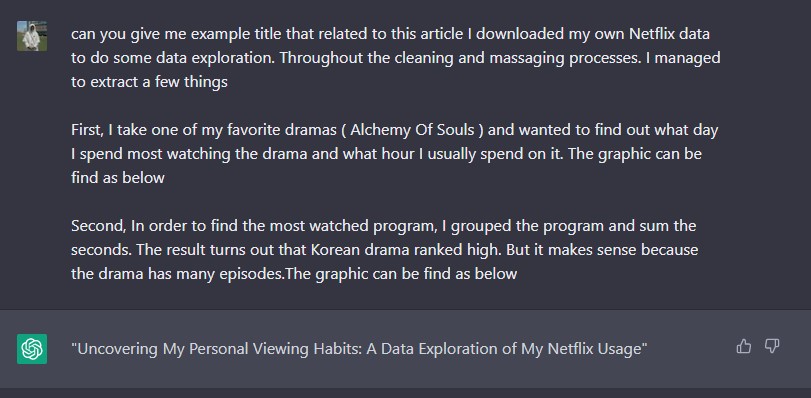 can you give me example title that related to this article I downloaded my own Netflix data
to do some data exploration. Throughout the cleaning and massaging processes. I managed
to extract a few things
First, I take one of my favorite dramas ( Alchemy Of Souls ) and wanted to find out what day
I spend most watching the drama and what hour I usually spend on it. The graphic can be
find as below
Second, In order to find the most watched program, I grouped the program and sum the
seconds. The result turns out that Korean drama ranked high. But it makes sense because
the drama has many episodes.The graphic can be find as below
"Uncovering My Personal Viewing Habits: A Data Exploration of My Netflix Usage"